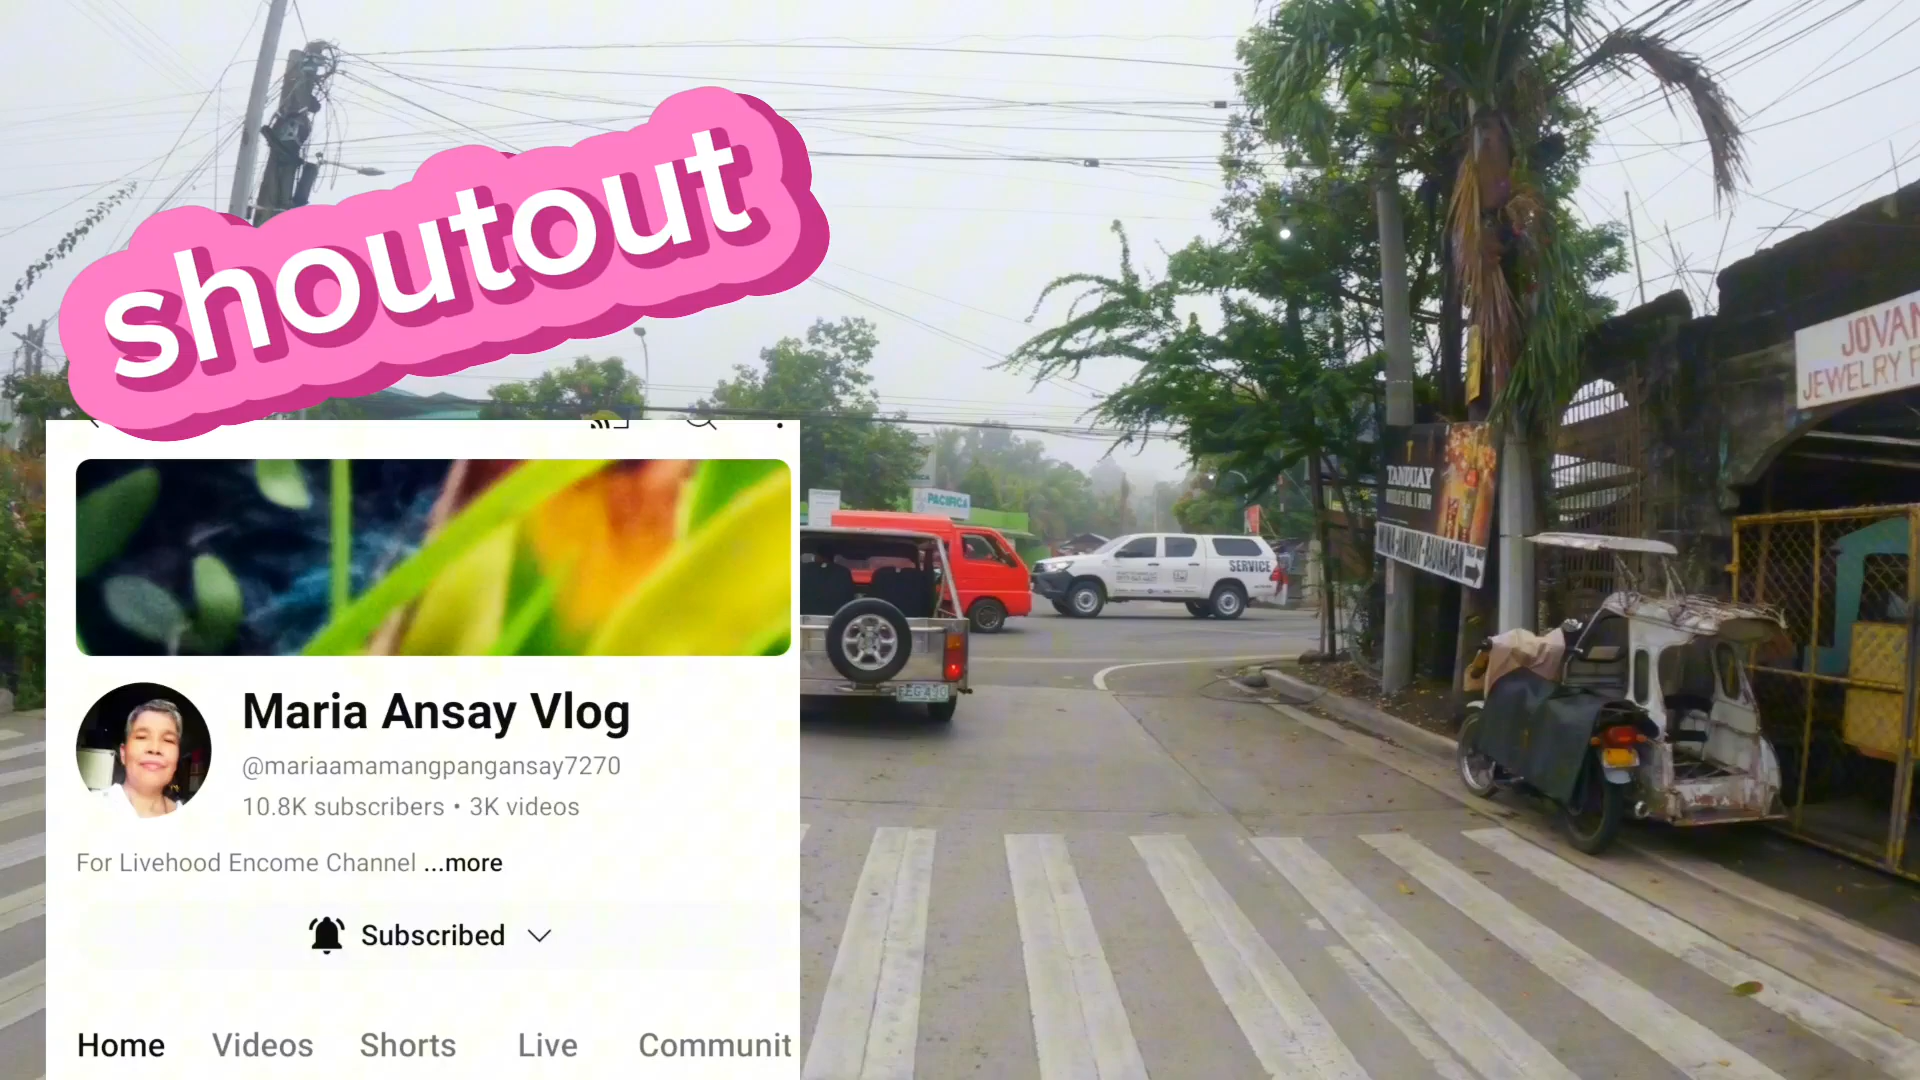 shoutout
Maria Ansay Vlog
@mariaamamangpangansay7270
10.8K subscribers • 3K videos
For Livehood Encome Channel ...more
Subscribed
Home Videos Shorts Live Communit
PACIFICA
SERVICE
TANDUAY
JOVAN
JEWELRY